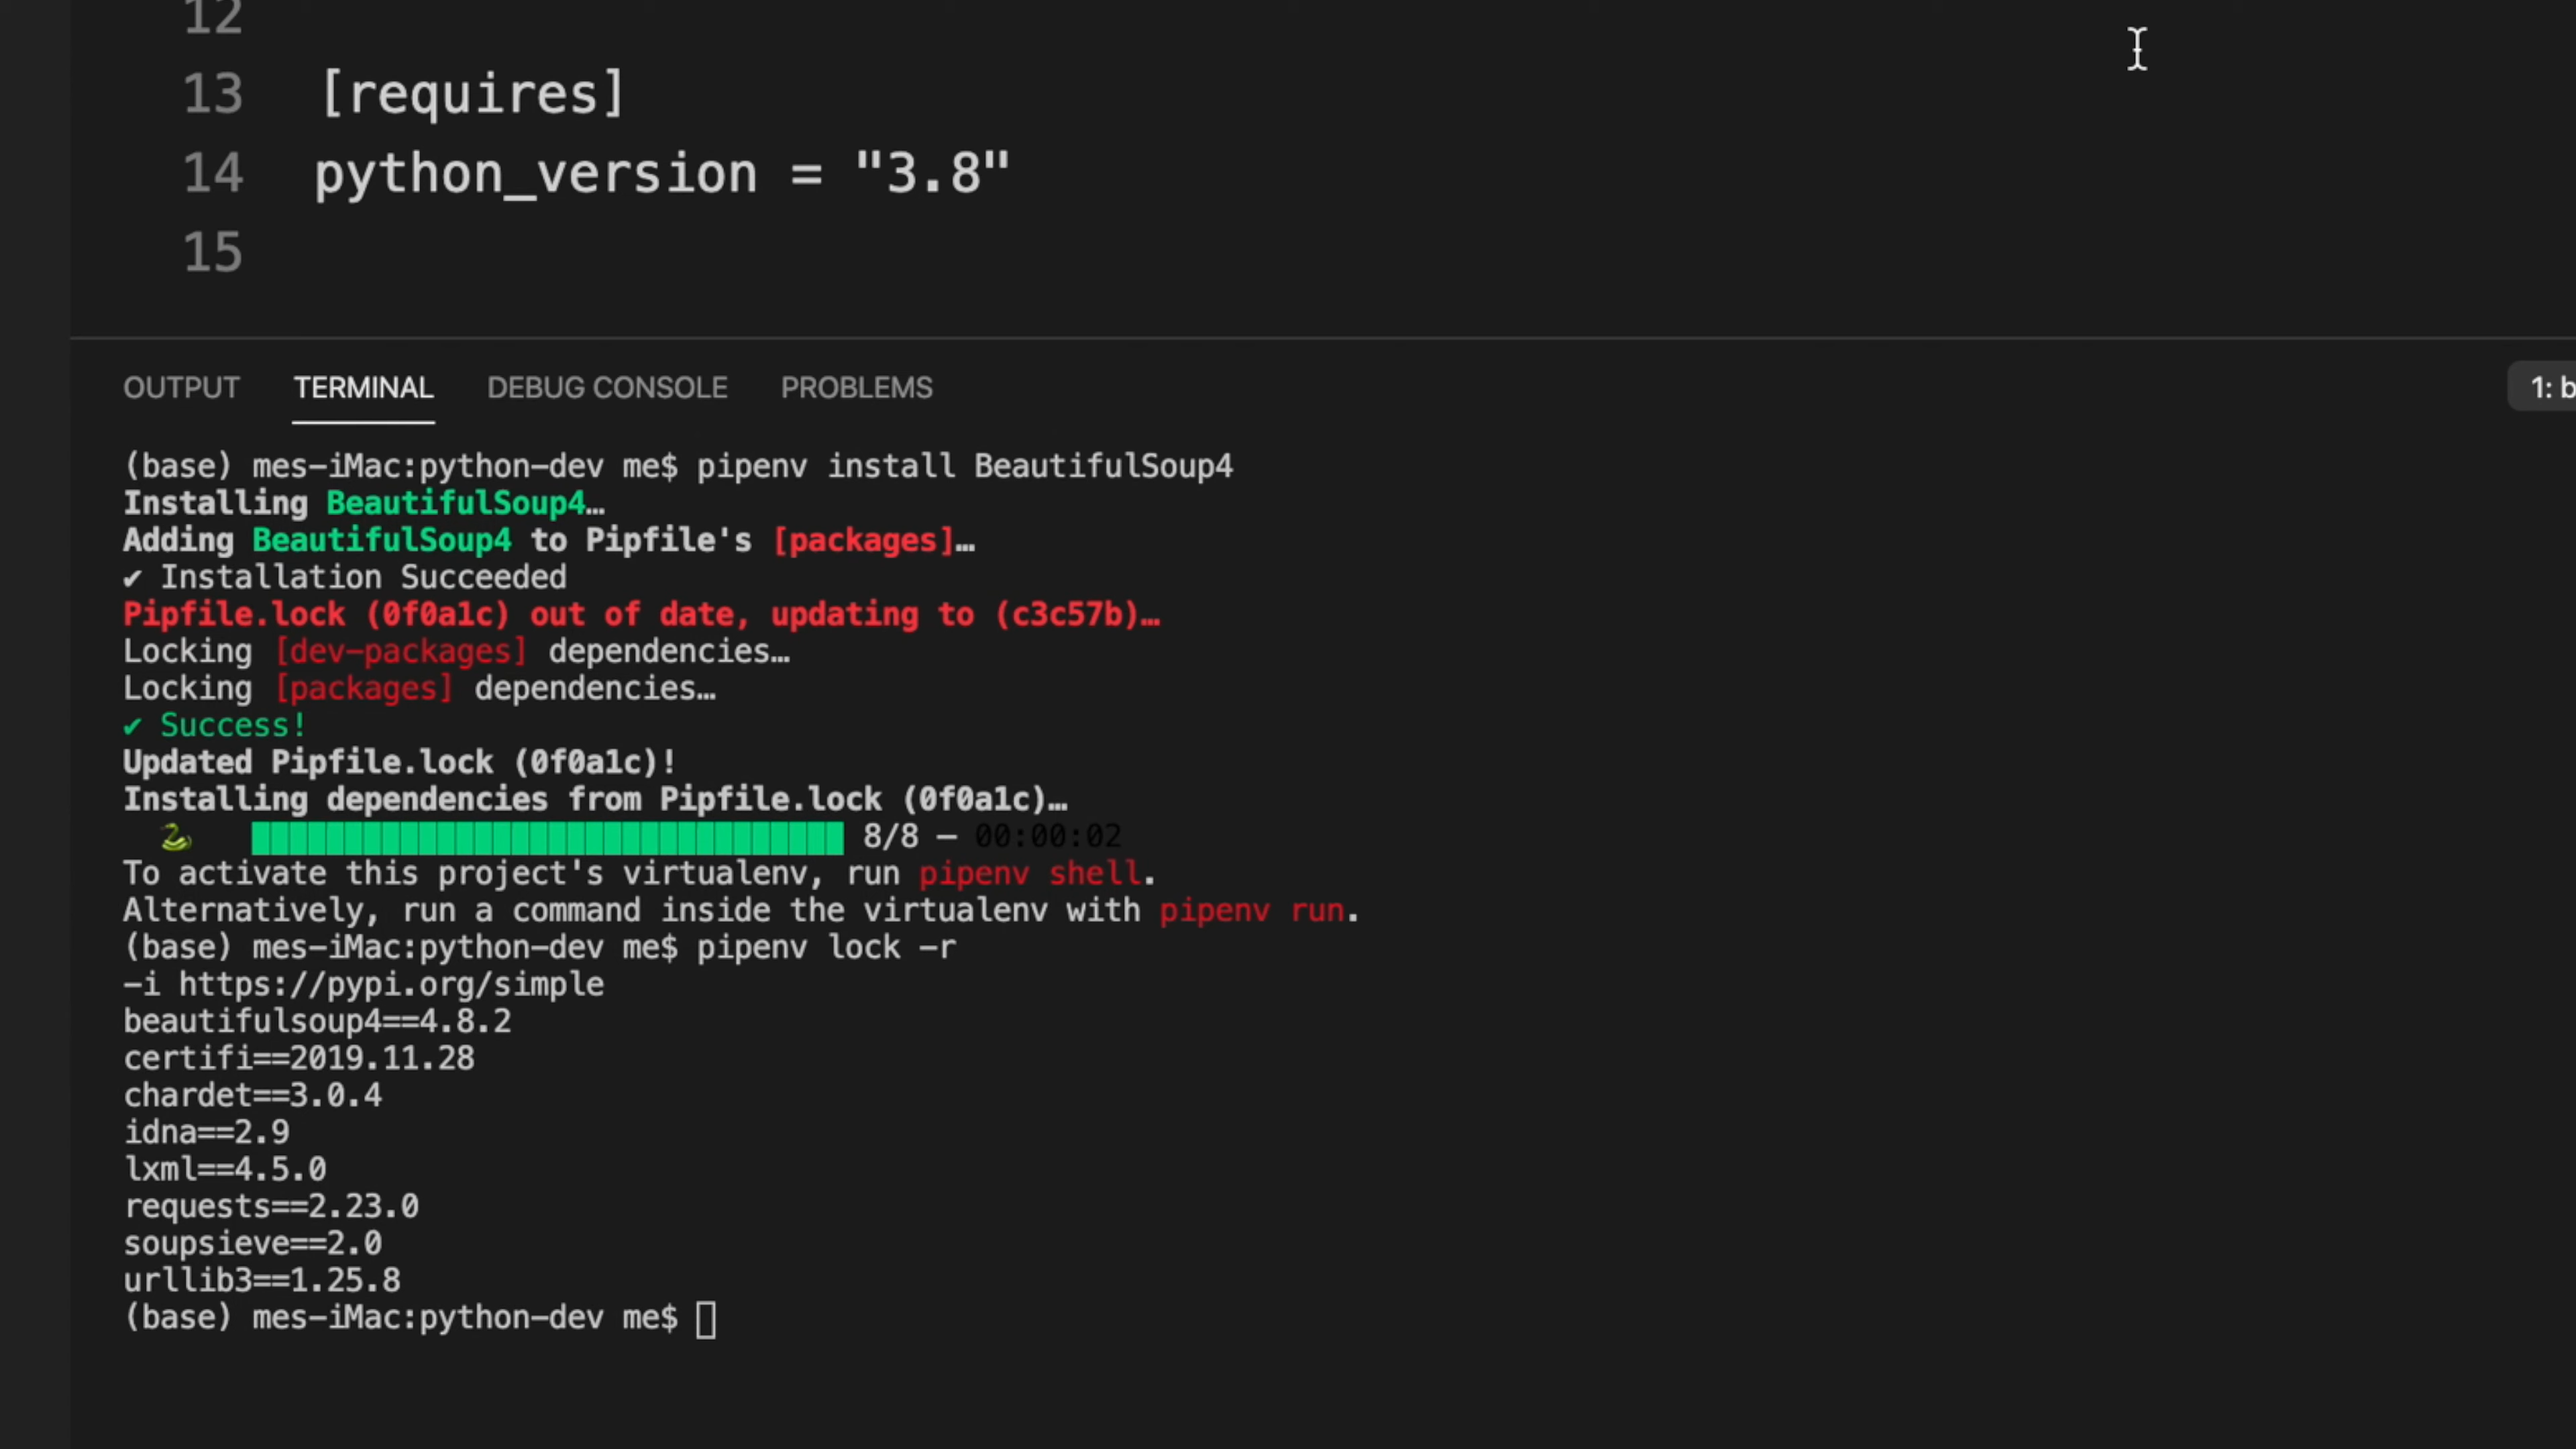 12
13 [requires]
14 python_version = "3.8"
15
OUTPUT TERMINAL DEBUG CONSOLE PROBLEMS 1: b
(base) mes-iMac:python-dev me$ pipenv install BeautifulSoup4
Installing BeautifulSoup4…
Adding BeautifulSoup4 to Pipfile's [packages]…
✔ Installation Succeeded
Pipfile.lock (0f0a1c) out of date, updating to (c3c57b)…
Locking [dev-packages] dependencies…
Locking [packages] dependencies…
✔ Success!
Updated Pipfile.lock (0f0a1c)!
Installing dependencies from Pipfile.lock (0f0a1c)…
8/8 — 00:00:02
To activate this project's virtualenv, run pipenv shell.
Alternatively, run a command inside the virtualenv with pipenv run.
(base) mes-iMac:python-dev me$ pipenv lock -r
-i https://pypi.org/simple
beautifulsoup4==4.8.2
certifi==2019.11.28
chardet==3.0.4
idna==2.9
lxml==4.5.0
requests==2.23.0
soupsieve==2.0
urllib3==1.25.8
(base) mes-iMac:python-dev me$